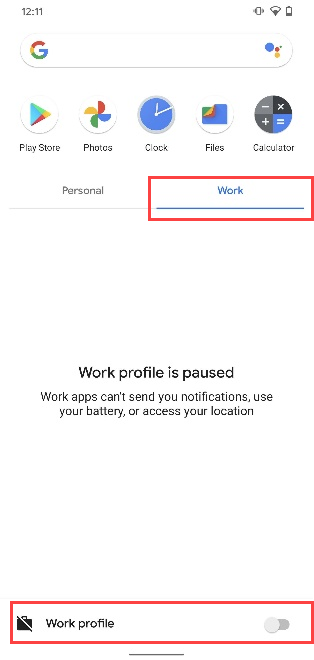 12:11
Play Store Photos Clock Files Calculator
Personal Work
Work profile is paused
Work apps can't send you notifications, use
your battery, or access your location
Work profile